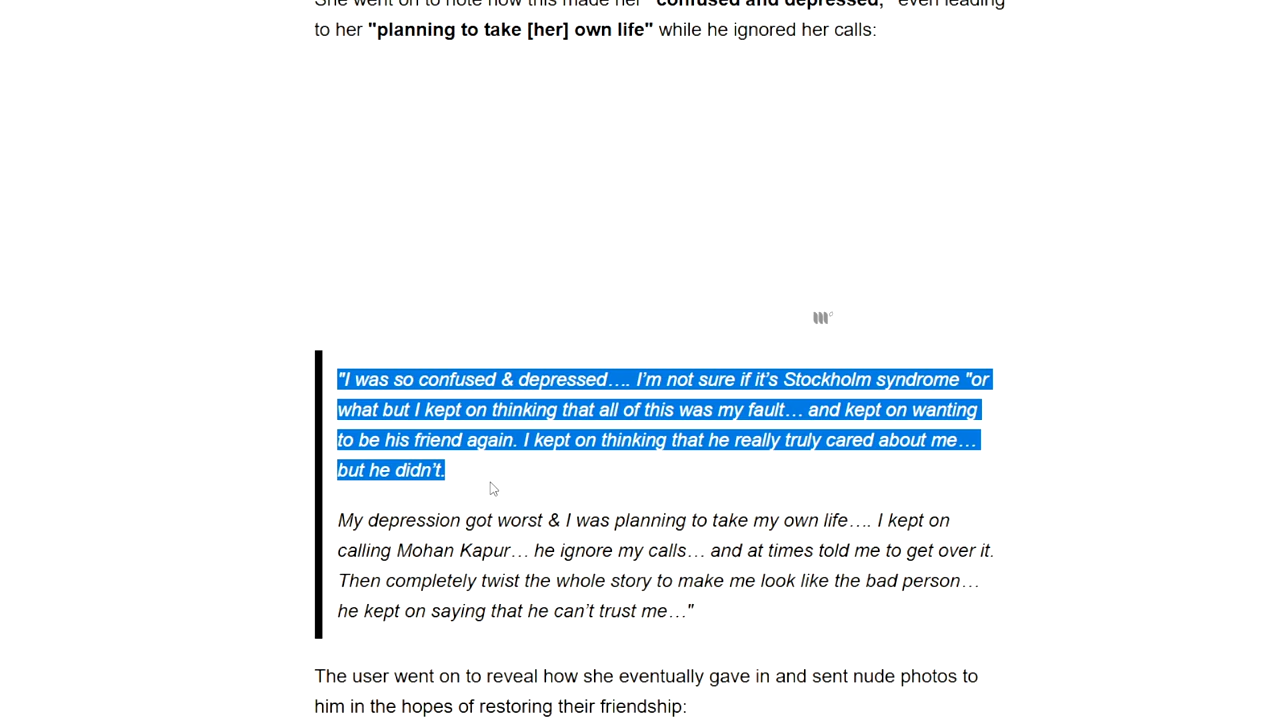 She went on to note how this made her "confused and depressed," even leading
to her "planning to take [her] own life" while he ignored her calls:
"I was so confused & depressed…. I’m not sure if it’s Stockholm syndrome "or
what but I kept on thinking that all of this was my fault… and kept on wanting
to be his friend again. I kept on thinking that he really truly cared about me…
but he didn’t.
My depression got worst & I was planning to take my own life…. I kept on
calling Mohan Kapur… he ignore my calls… and at times told me to get over it.
Then completely twist the whole story to make me look like the bad person…
he kept on saying that he can’t trust me…"
The user went on to reveal how she eventually gave in and sent nude photos to
him in the hopes of restoring their friendship: